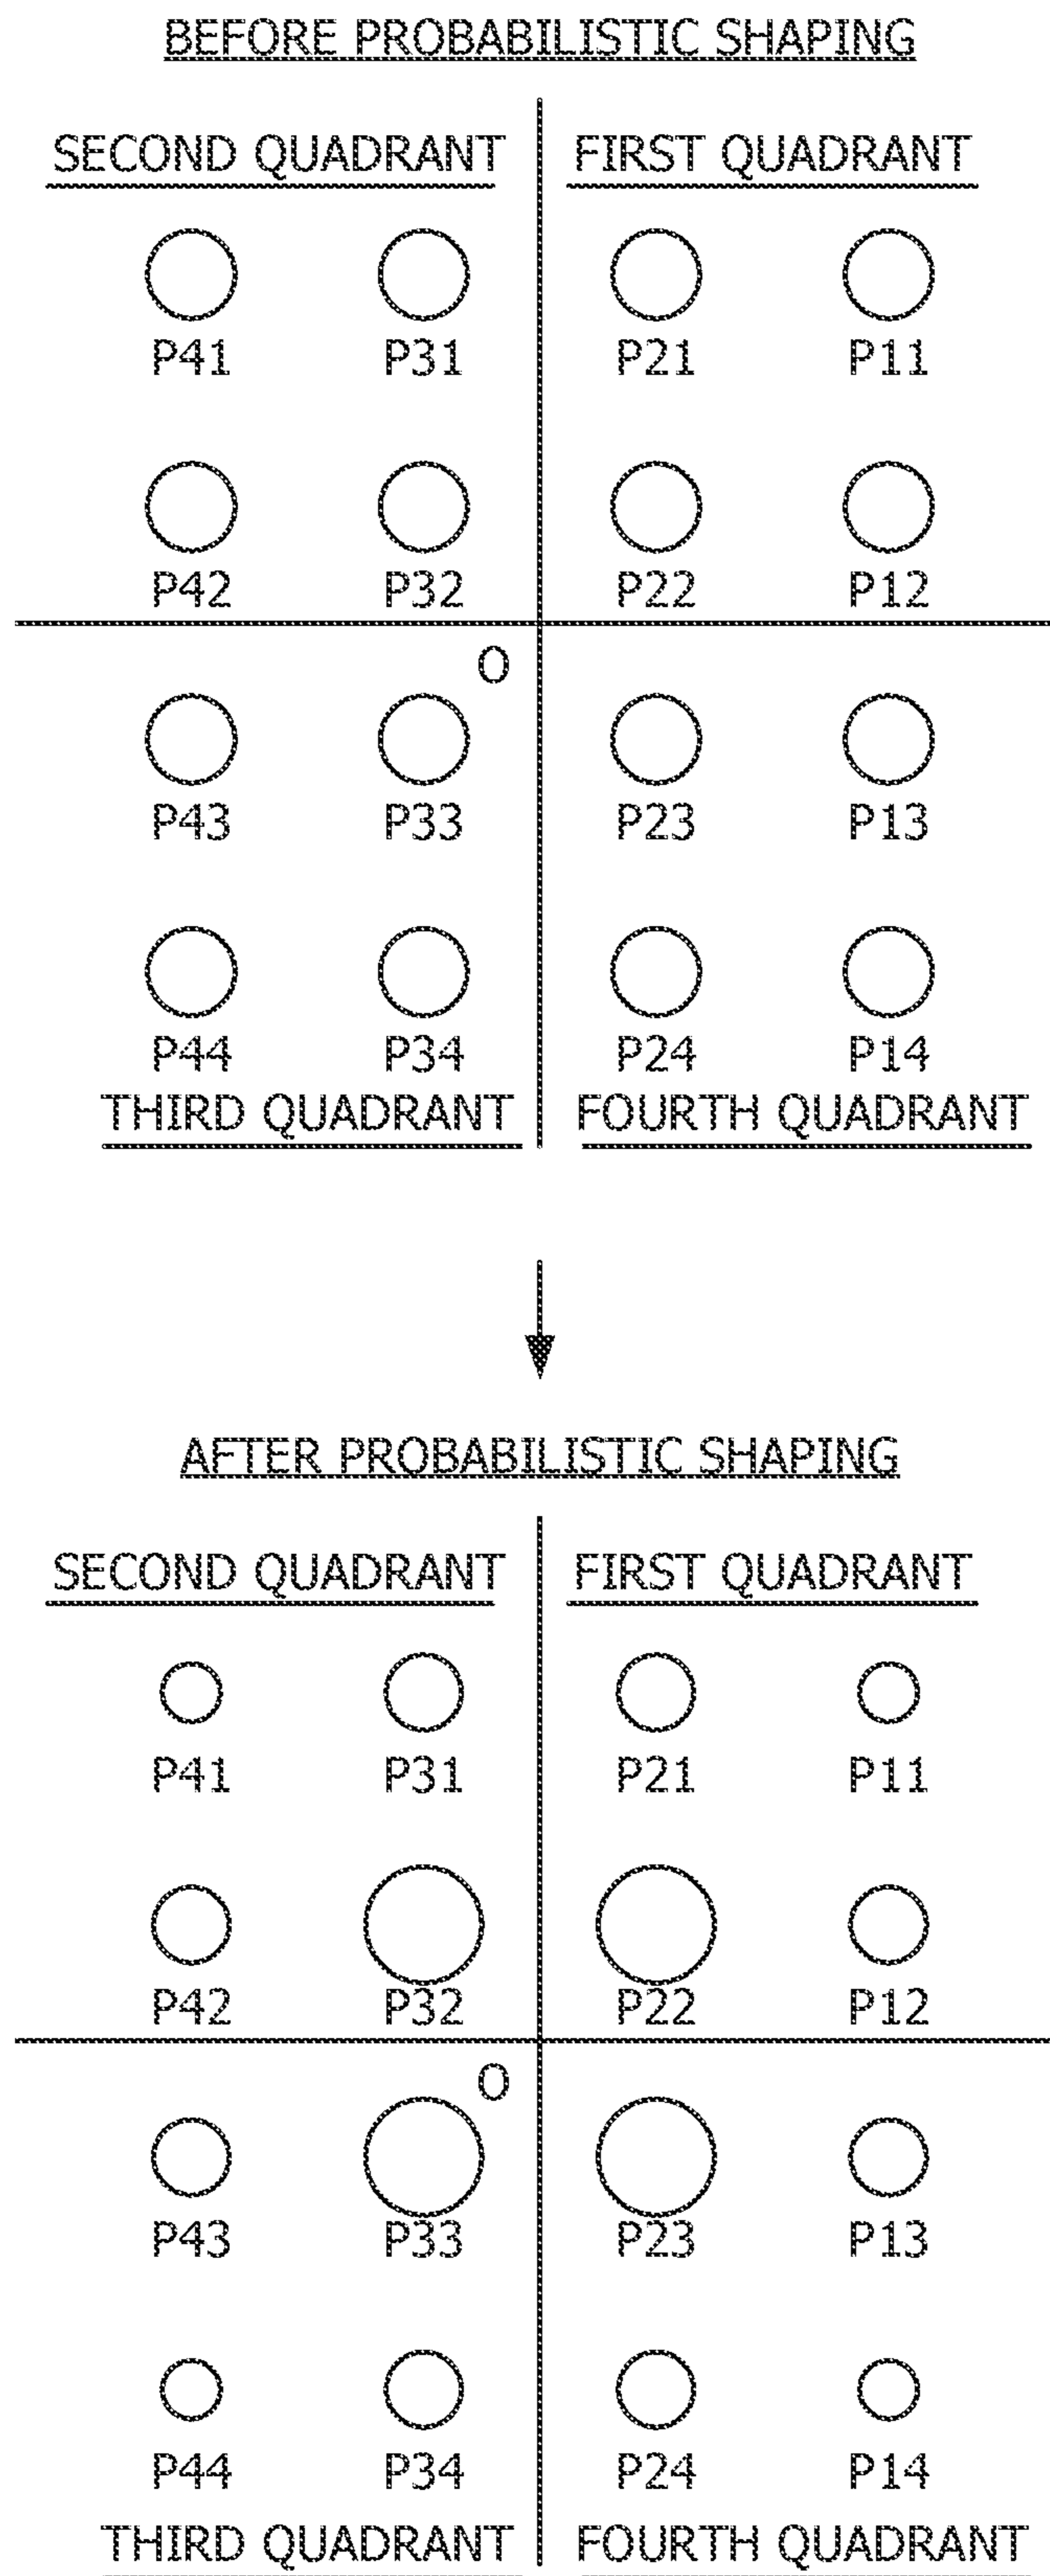 BEFORE PROBABILISTIC SHAPING
SECOND QUADRANT FIRST QUADRANT
P41 P31 P21 P11
P42 P32 P22 P12
O
P43 P33 P23 P13
P44 P34 P24 P14
THIRD QUADRANT FOURTH QUADRANT
AFTER PROBABILISTIC SHAPING
SECOND QUADRANT FIRST QUADRANT
P41 P31 P21 P11
P42 P32 P22 P12
O
P43 P33 P23 P13
P44 P34 P24 P14
THIRD QUADRANT FOURTH QUADRANT